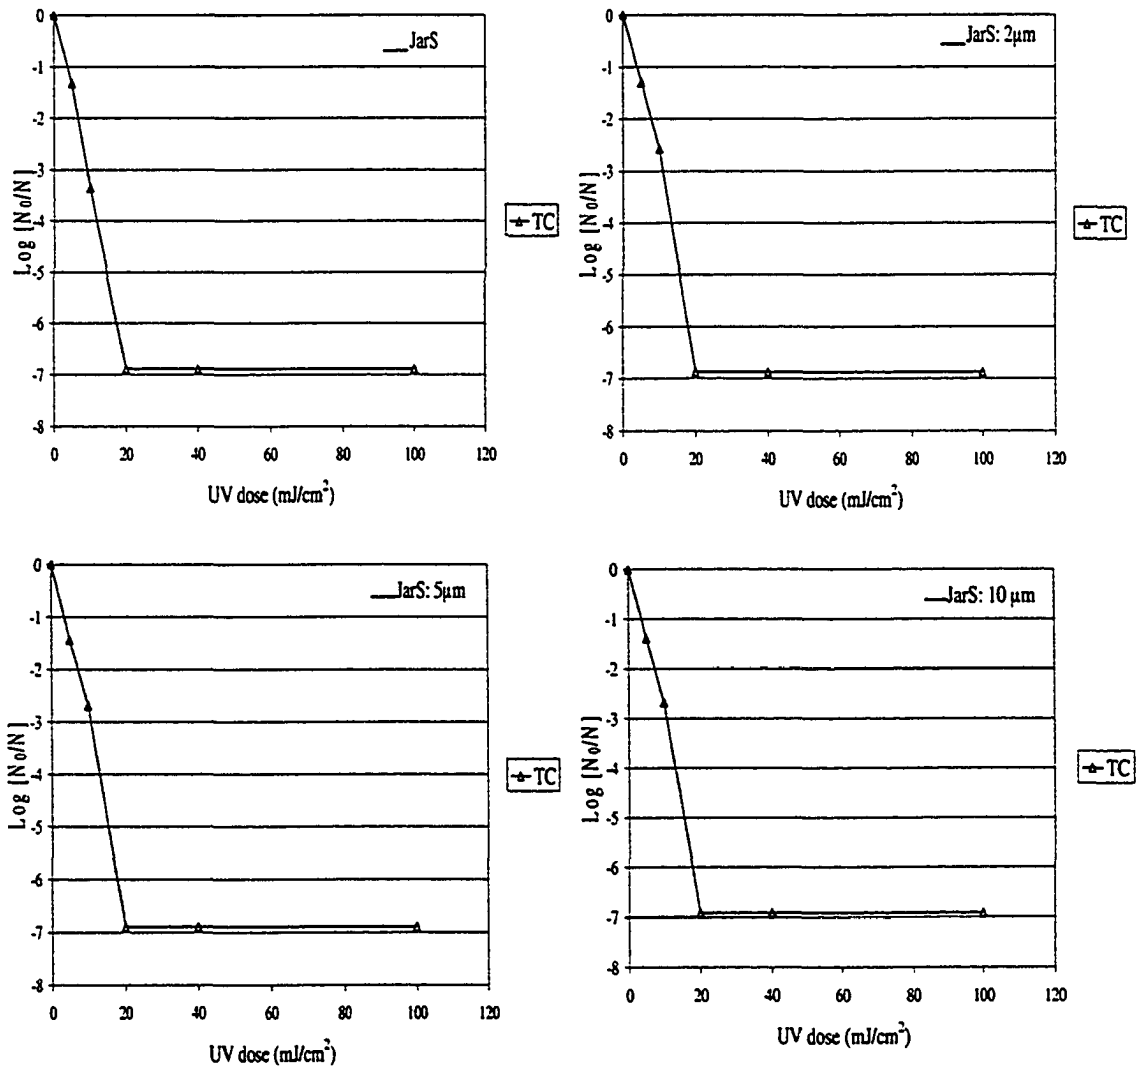 JarS
0
-1
-2
-3
-4
-5
-6
-7
-8
Log [N0/N]
0 20 40 60 80 100 120
UV dose (mJ/cm²)
TC
JarS: 2µm
0
-1
-2
-3
-4
-5
-6
-7
-8
Log [N0/N]
0 20 40 60 80 100 120
UV dose (mJ/cm²)
TC
JarS: 5µm
0
-1
-2
-3
-4
-5
-6
-7
-8
Log [N0/N]
0 20 40 60 80 100 120
UV dose (mJ/cm²)
TC
JarS: 10 µm
0
-1
-2
-3
-4
-5
-6
-7
-8
Log [N0/N]
0 20 40 60 80 100 120
UV dose (mJ/cm²)
TC